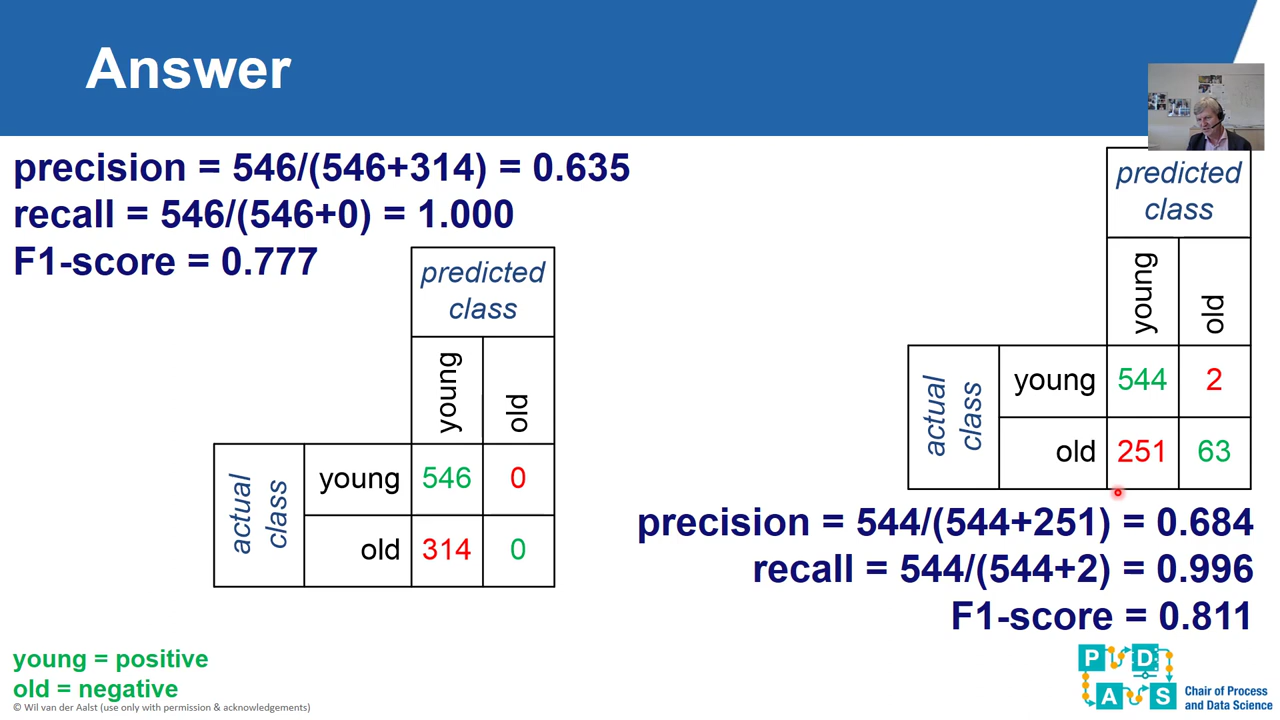 Answer
precision = 546/(546+314) = 0.635
recall = 546/(546+0) = 1.000
F1-score = 0.777
predicted
class
young
old
actual
class
young 546 0
old 314 0
predicted
class
young
old
actual
class
young 544 2
old 251 63
precision = 544/(544+251) = 0.684
recall = 544/(544+2) = 0.996
F1-score = 0.811
young = positive
old = negative
© Wil van der Aalst (use only with permission & acknowledgements)
P D
A S
Chair of Process
and Data Science